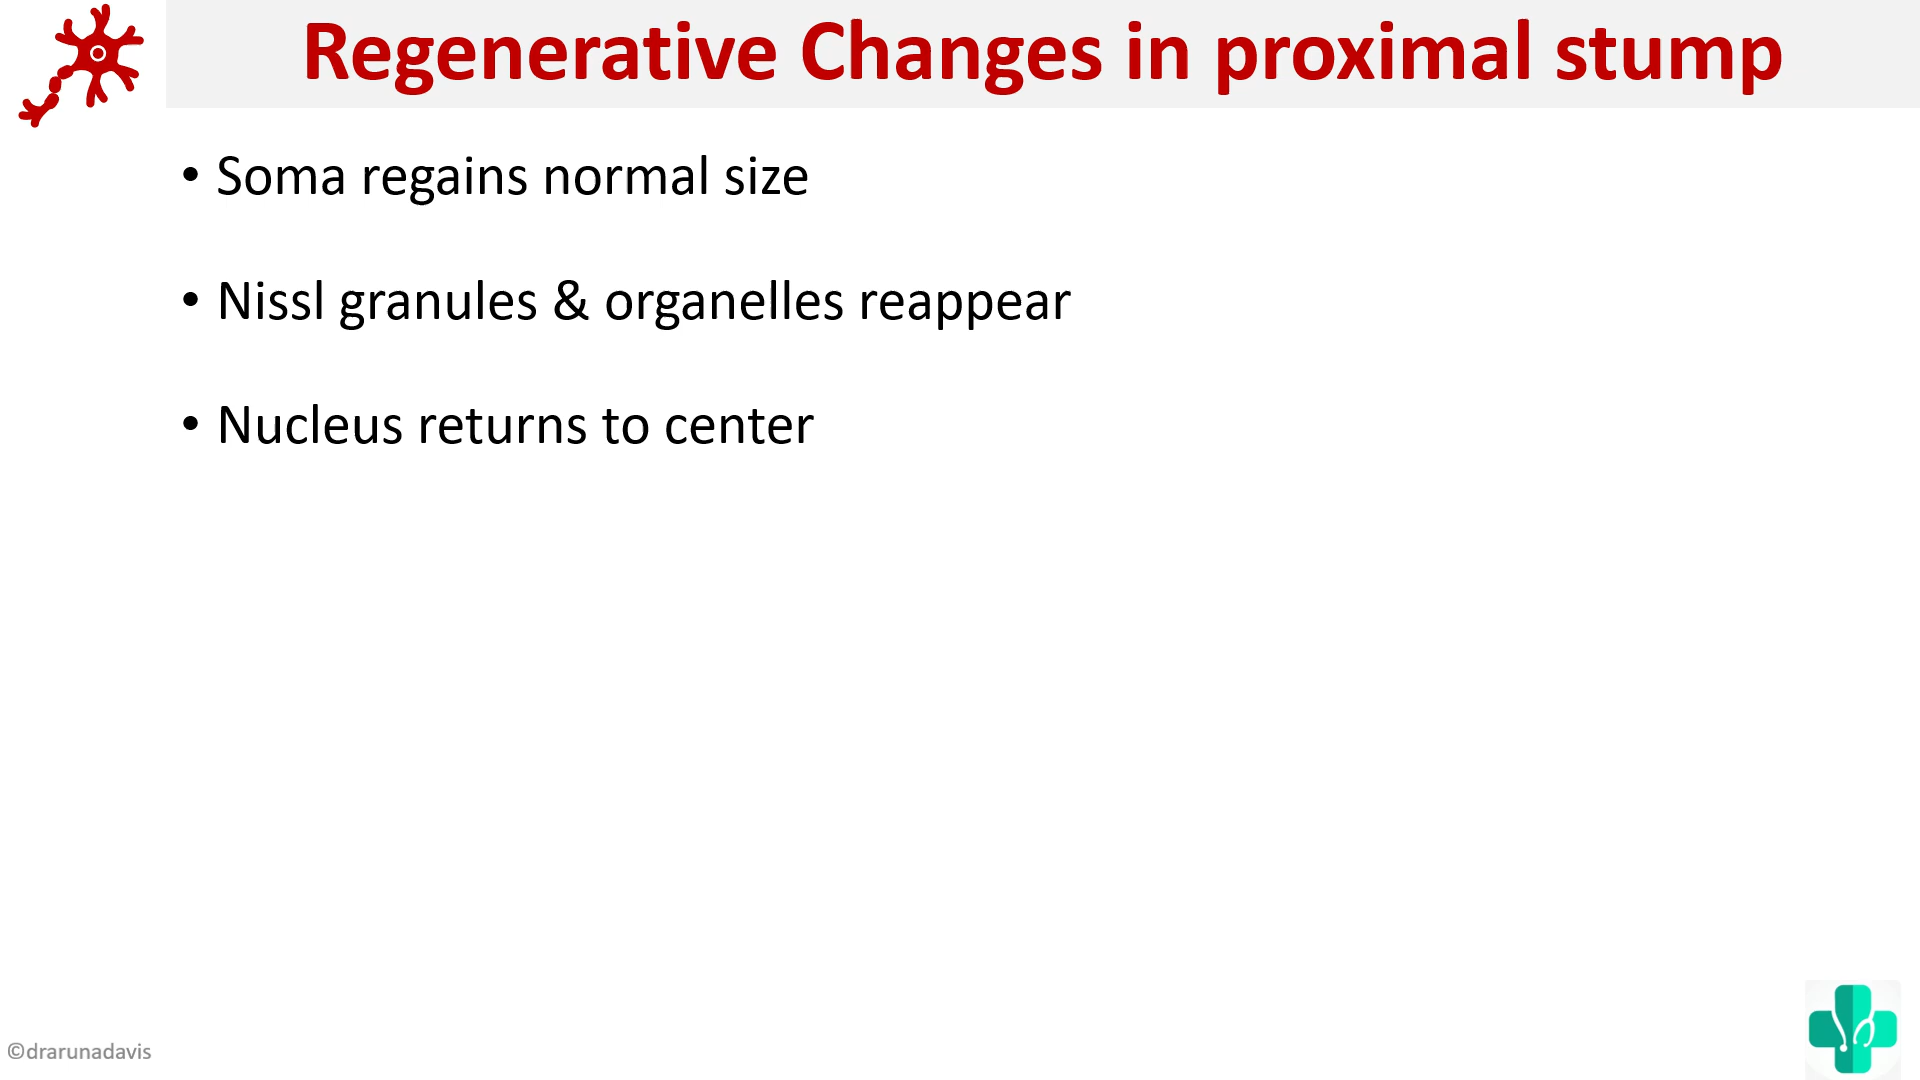 Regenerative Changes in proximal stump
• Soma regains normal size
• Nissl granules & organelles reappear
• Nucleus returns to center
©drarunadavis